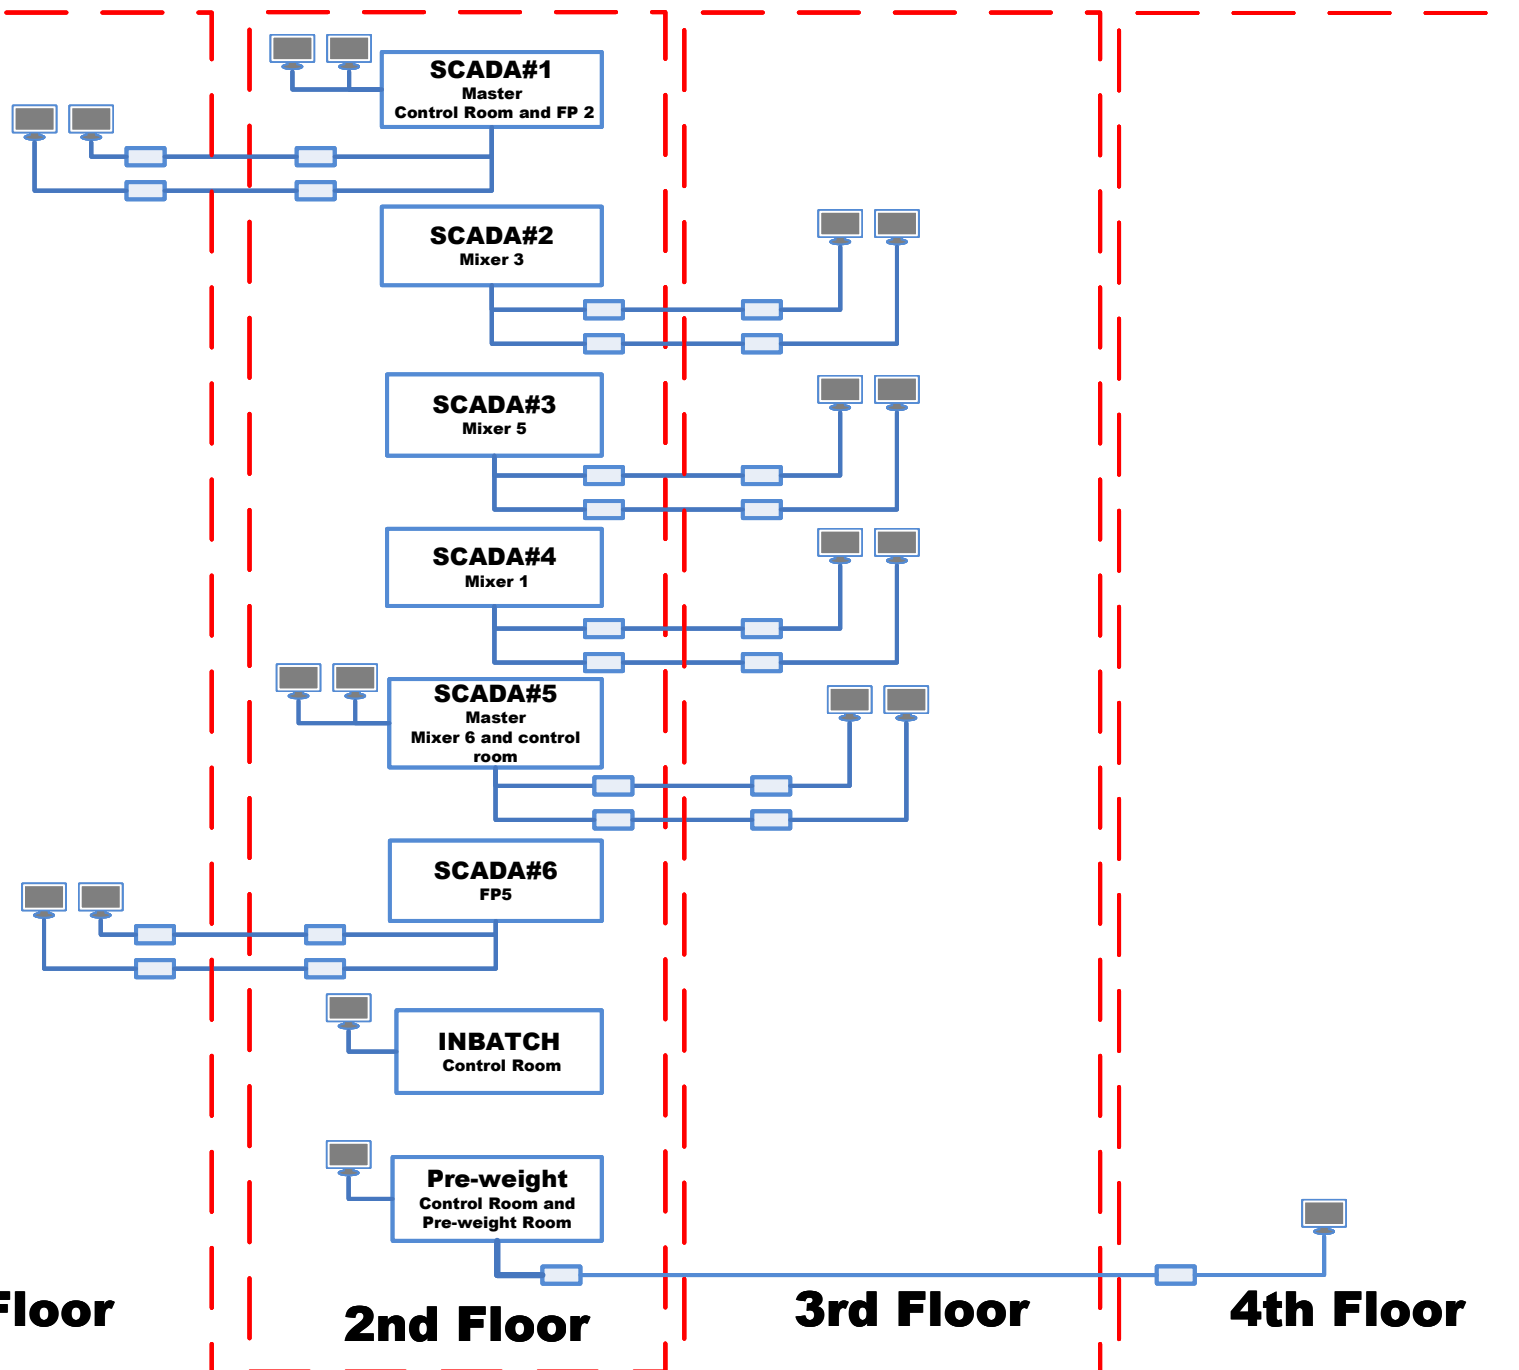 SCADA#1
Master
Control Room and FP 2
SCADA#2
Mixer 3
SCADA#3
Mixer 5
SCADA#4
Mixer 1
SCADA#5
Master
Mixer 6 and control
room
SCADA#6
FP5
INBATCH
Control Room
Pre-weight
Control Room and
Pre-weight Room
Floor
2nd Floor
3rd Floor
4th Floor